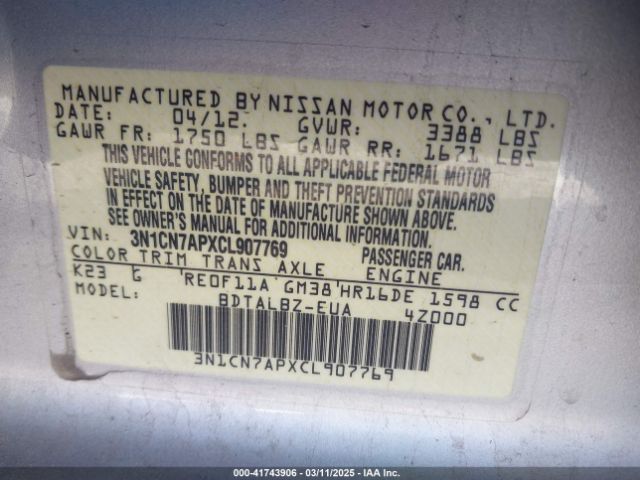 MANUFACTURED BY NISSAN MOTOR CO., LTD.
DATE: 04/12. GVWR: 3388 LBS
GAWR FR: 1750 LBS GAWR RR: 1671 LBS
THIS VEHICLE CONFORMS TO ALL APPLICABLE FEDERAL MOTOR
VEHICLE SAFETY, BUMPER AND THEFT PREVENTION STANDARDS
IN EFFECT ON THE DATE OF MANUFACTURE SHOWN ABOVE.
SEE OWNER'S MANUAL FOR ADDITIONAL INFORMATION
VIN: 3N1CN7APXCL907769 PASSENGER CAR.
COLOR TRIM TRANS AXLE ENGINE
K23 G REOF11A GM38 HR16DE 1598 CC
MODEL: BDTALBZ-EUA 4Z000
3N1CN7APXCL907769
000-41743906 - 03/11/2025 - IAA Inc.